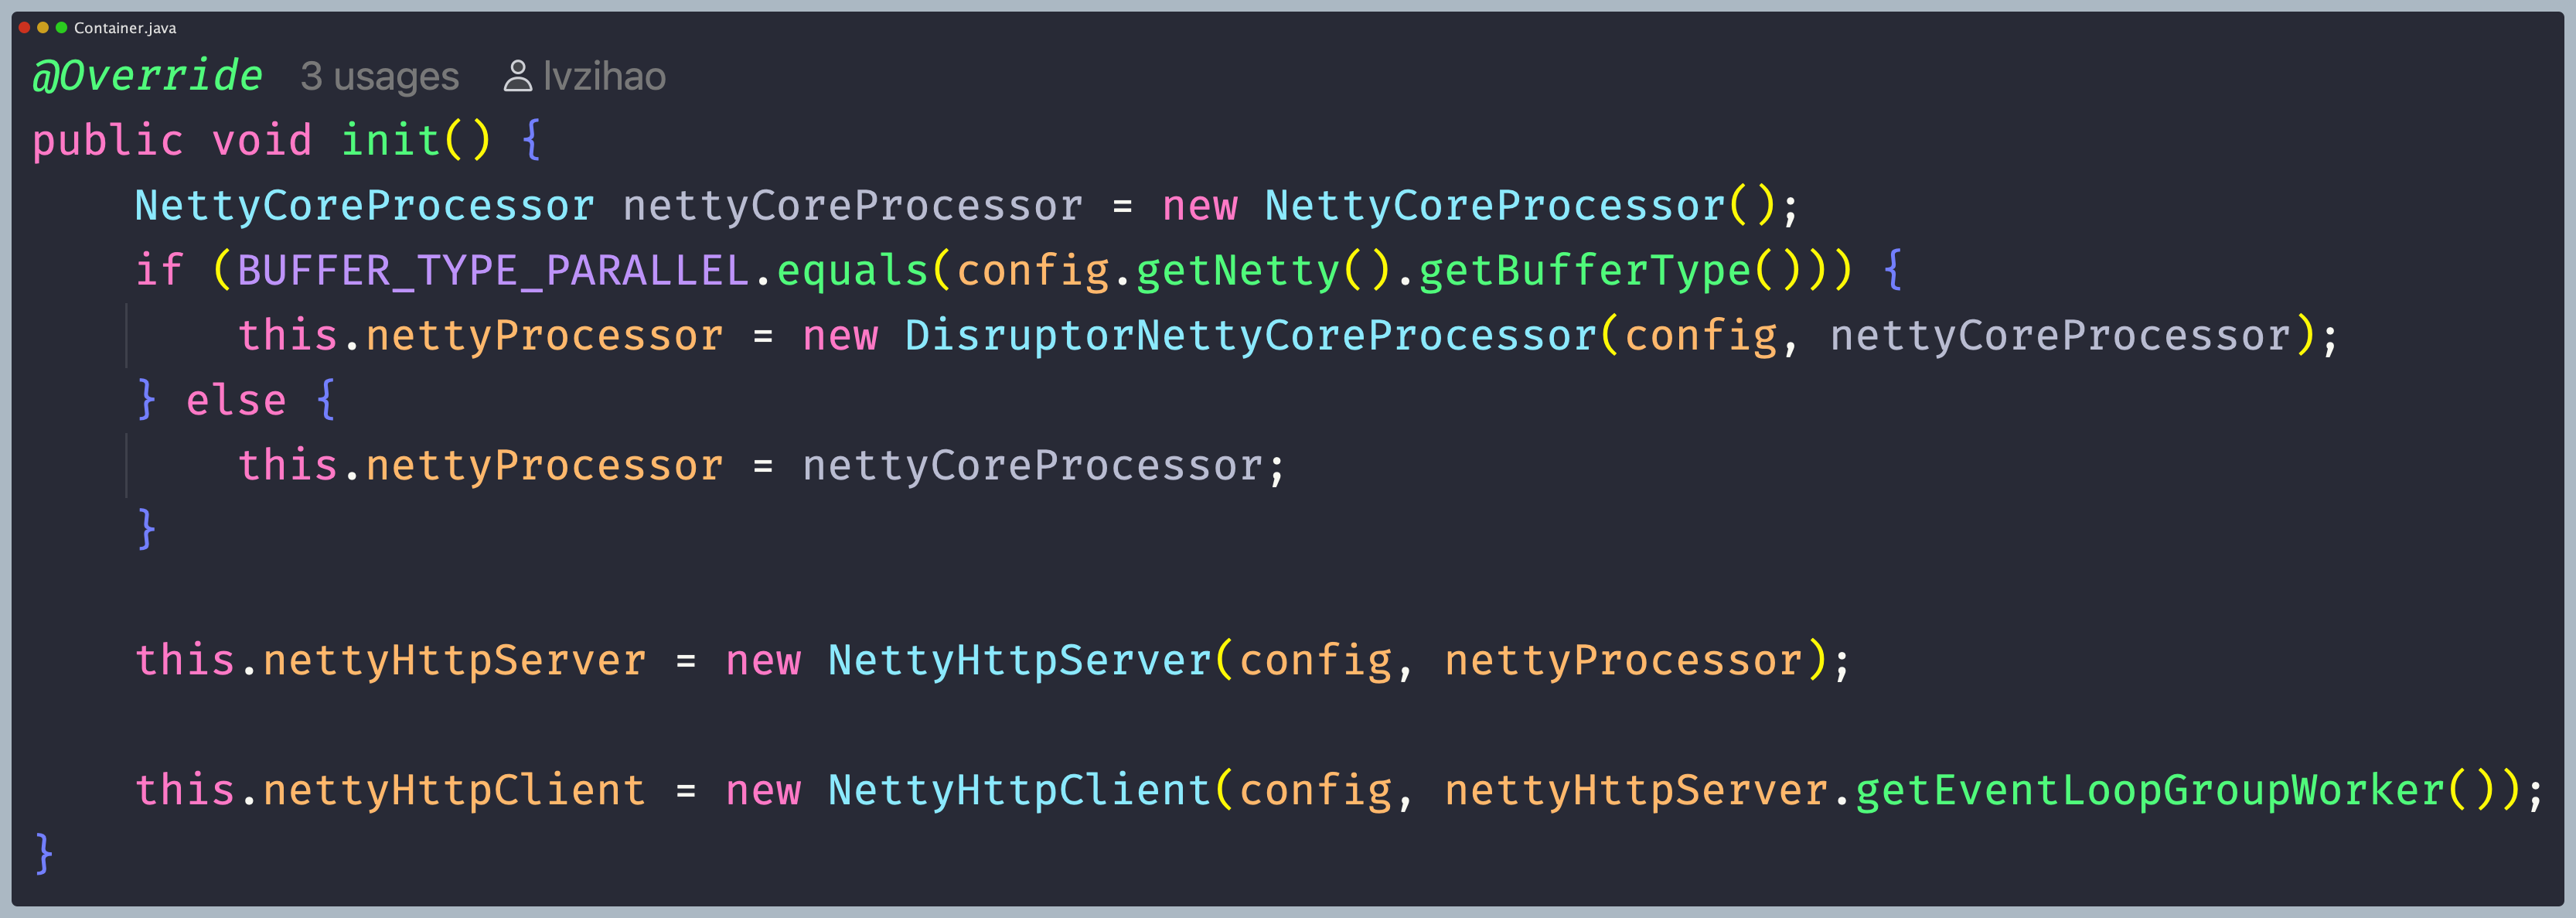 Container.java
@Override 3 usages lvzihao
public void init() {
    NettyCoreProcessor nettyCoreProcessor = new NettyCoreProcessor();
    if (BUFFER_TYPE_PARALLEL.equals(config.getNetty().getBufferType())) {
        this.nettyProcessor = new DisruptorNettyCoreProcessor(config, nettyCoreProcessor);
    } else {
        this.nettyProcessor = nettyCoreProcessor;
    }
    this.nettyHttpServer = new NettyHttpServer(config, nettyProcessor);
    this.nettyHttpClient = new NettyHttpClient(config, nettyHttpServer.getEventLoopGroupWorker());
}